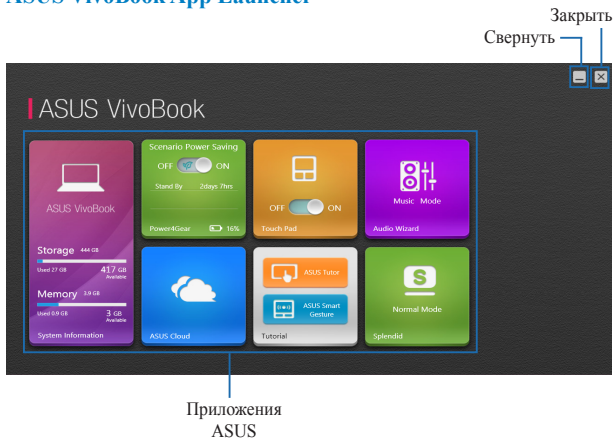 ASUS VivoBook App Launcher
Закрыть
Свернуть
ASUS VivoBook
ASUS VivoBook
Storage 444 GB
Used 27 GB 417 GB
Available
Memory 3.9 GB
Used 0.9 GB 3 GB
Available
System Information
Scenario Power Saving
OFF ON
Stand By 2days 7hrs
Power4Gear 16%
OFF ON
Touch Pad
Music Mode
Audio Wizard
ASUS Cloud
ASUS Tutor
ASUS Smart
Gesture
Tutorial
S
Normal Mode
Splendid
Приложения
ASUS